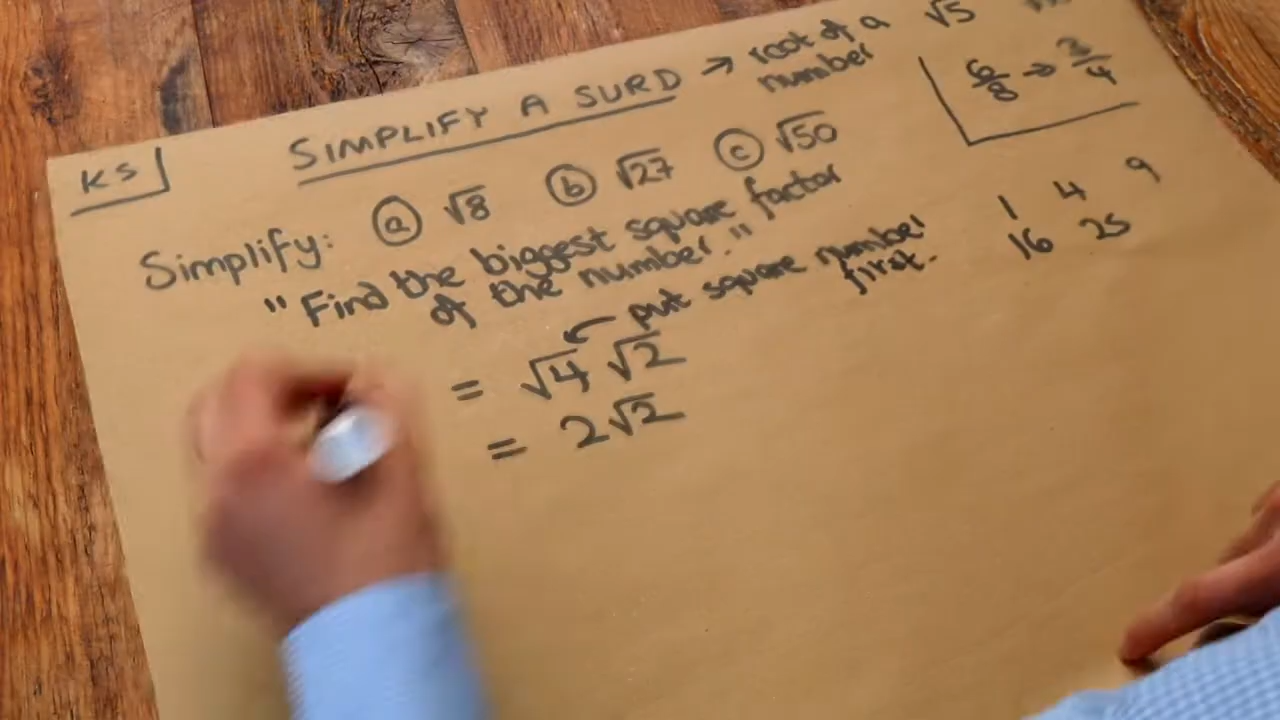 KS
SIMPLIFY A SURD → root of a number √5
6/8 → 3/4
Simplify: ⓐ √8 ⓑ √27 ⓒ √50
"Find the biggest square factor
of the number."
put square number
first.
1 4 9
16 25
= √4 √2
= 2√2